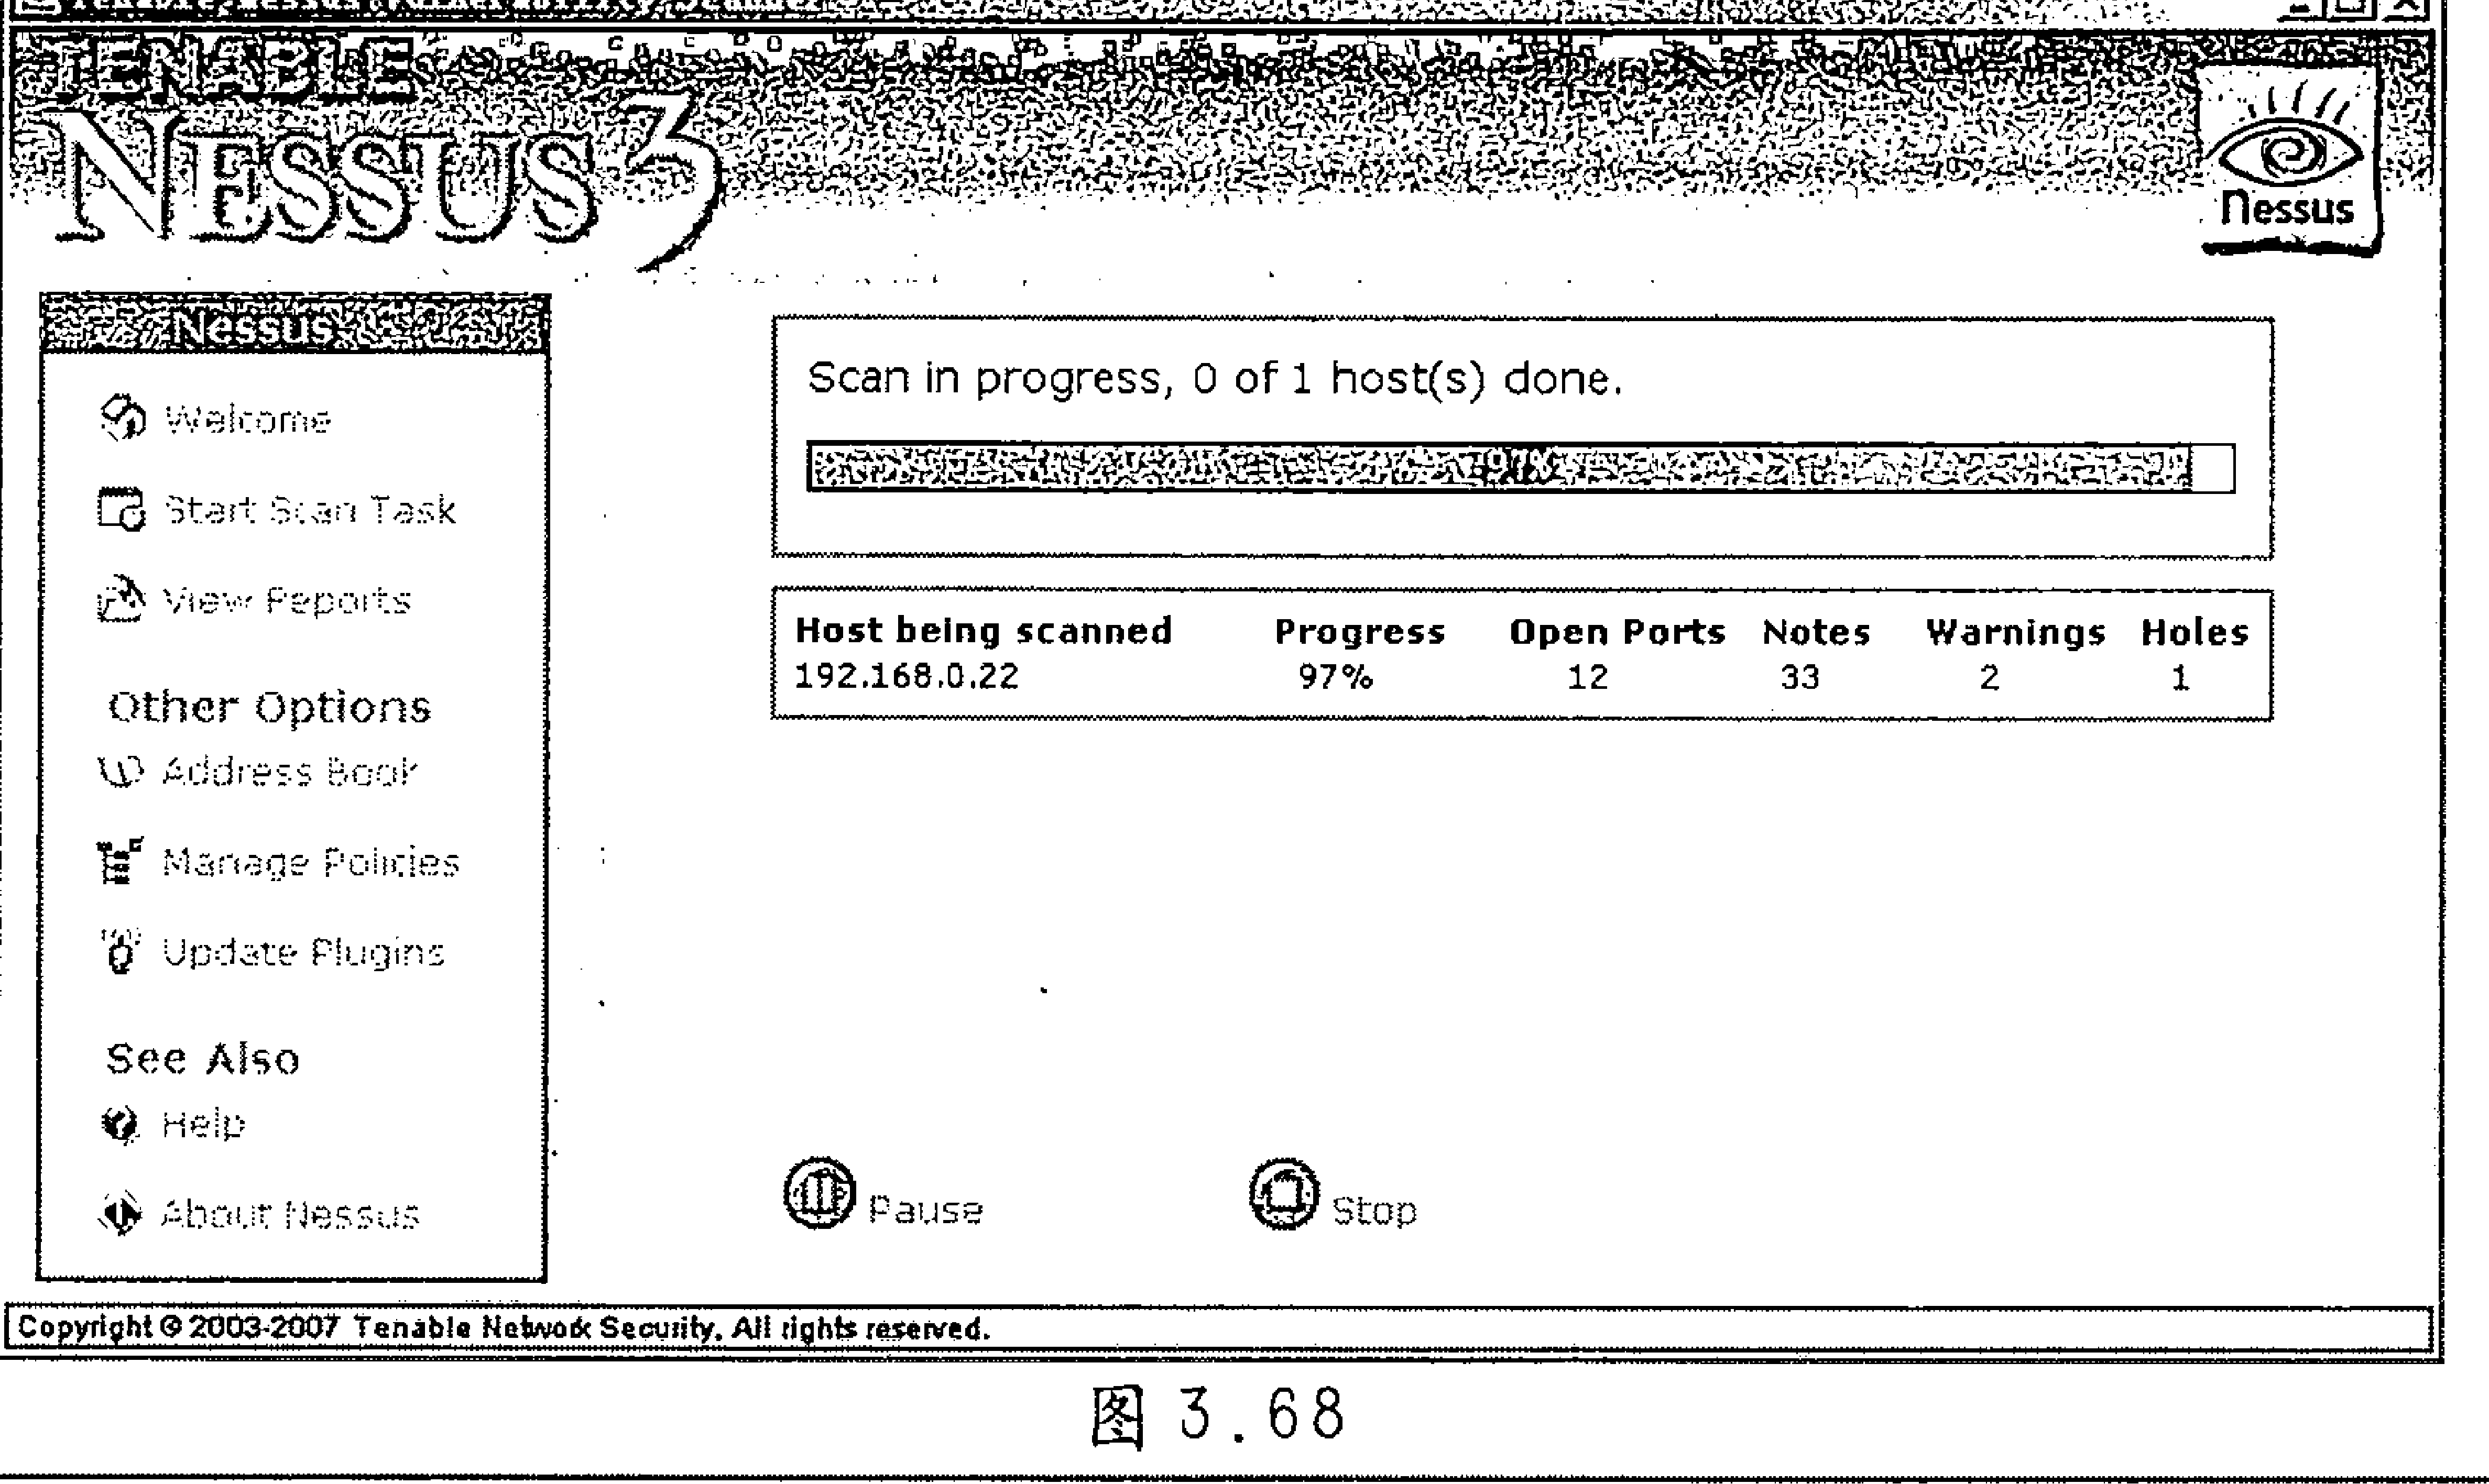 TENABLE
NESSUS 3
Nessus
Nessus
Welcome
Start Scan Task
View Reports
Other Options
Address Book
Manage Policies
Update Plugins
See Also
Help
About Nessus
Scan in progress, 0 of 1 host(s) done.
97%
Host being scanned Progress Open Ports Notes Warnings Holes
192.168.0.22 97% 12 33 2 1
Pause Stop
Copyright © 2003-2007 Tenable Network Security, All rights reserved.
图 3.68